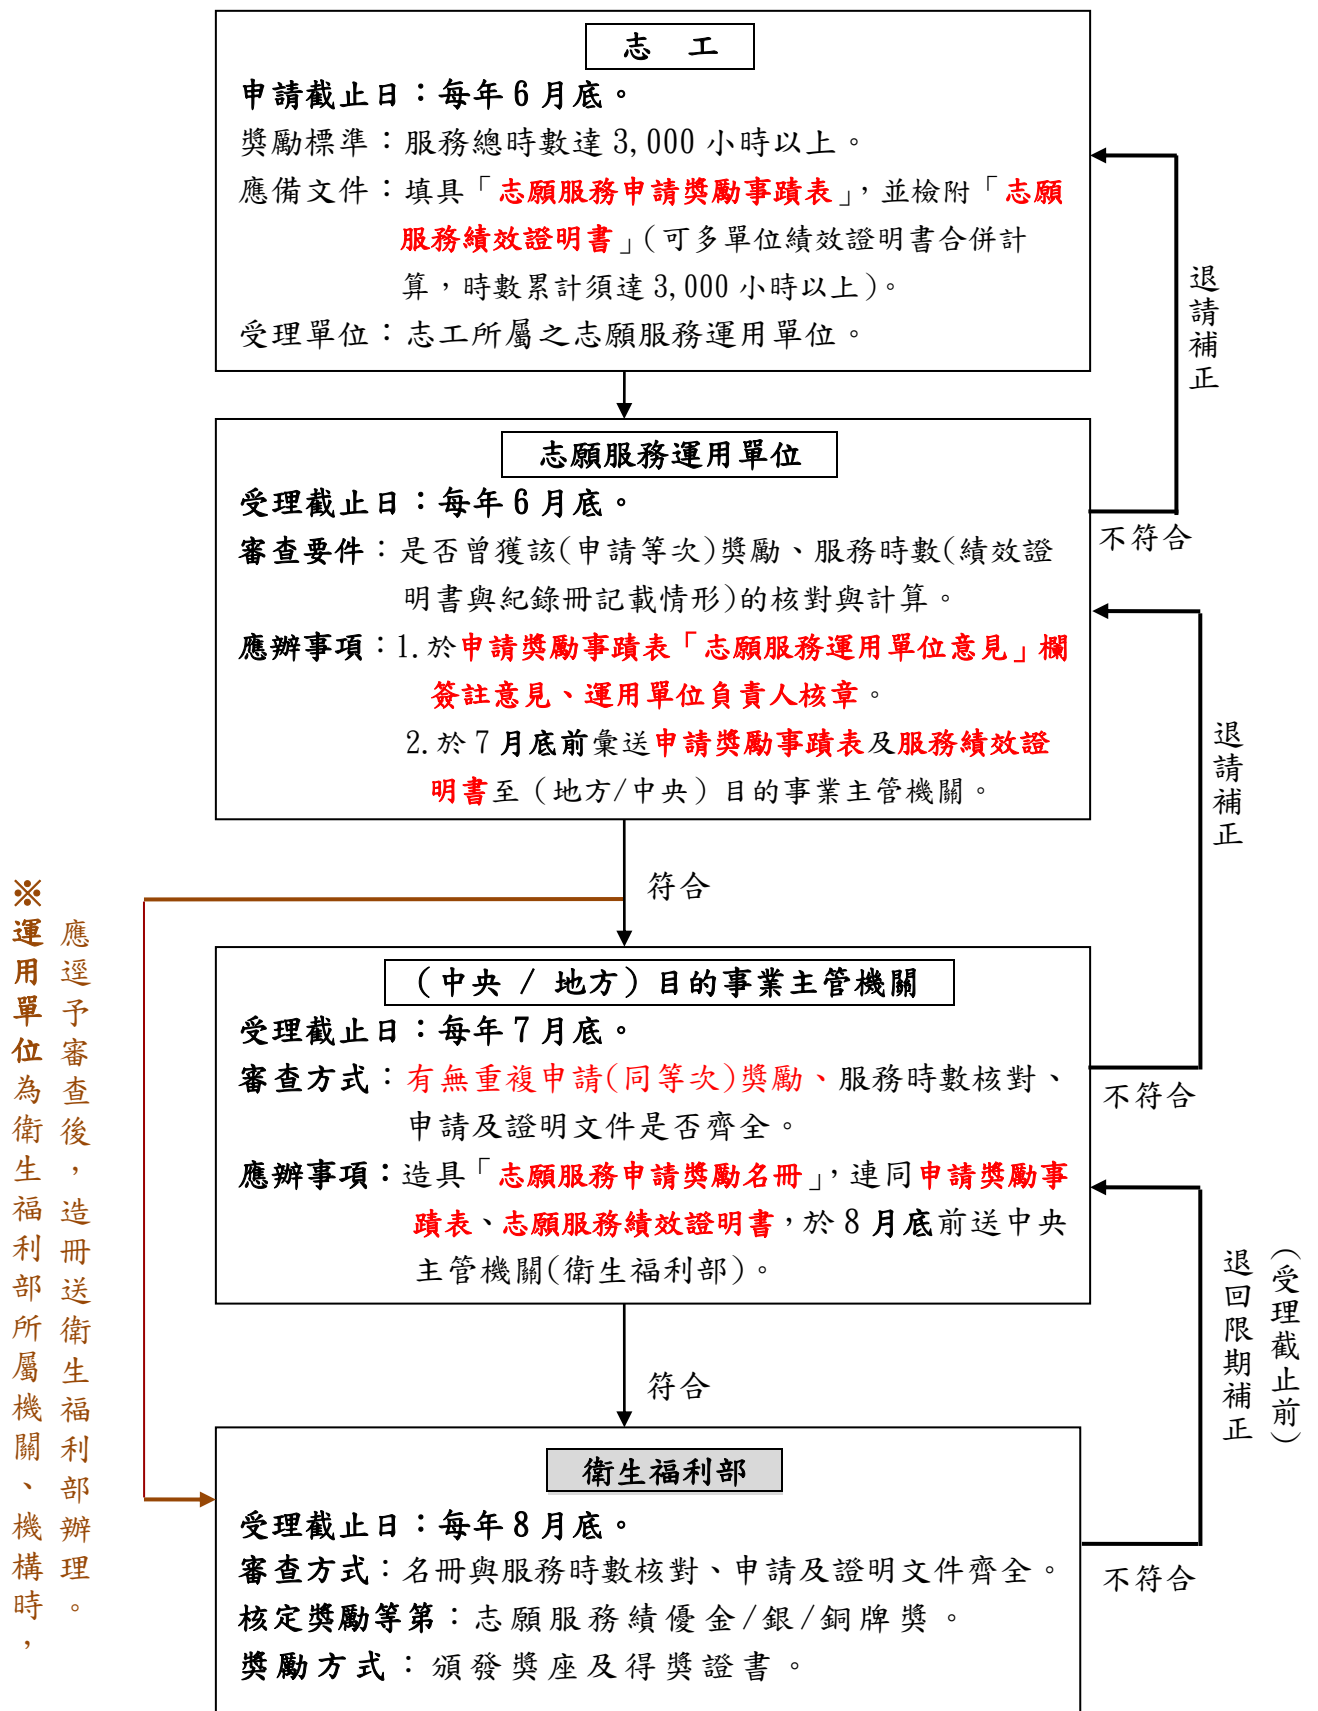 志　工
申請截止日：每年6月底。
獎勵標準：服務總時數達3,000小時以上。
應備文件：填具「志願服務申請獎勵事蹟表」，並檢附「志願
服務績效證明書」(可多單位績效證明書合併計
算，時數累計須達3,000小時以上)。
受理單位：志工所屬之志願服務運用單位。
退請補正
志願服務運用單位
受理截止日：每年6月底。
審查要件：是否曾獲該(申請等次)獎勵、服務時數(績效證
明書與紀錄冊記載情形)的核對與計算。
應辦事項：1.於申請獎勵事蹟表「志願服務運用單位意見」欄
簽註意見、運用單位負責人核章。
2.於7月底前彙送申請獎勵事蹟表及服務績效證
明書至（地方/中央）目的事業主管機關。
不符合
退請補正
符合
※運用單位為衛生福利部所屬機關、機構時，
應逕予審查後，造冊送衛生福利部辦理。
（中央 / 地方）目的事業主管機關
受理截止日：每年7月底。
審查方式：有無重複申請(同等次)獎勵、服務時數核對、
申請及證明文件是否齊全。
應辦事項：造具「志願服務申請獎勵名冊」，連同申請獎勵事
蹟表、志願服務績效證明書，於8月底前送中央
主管機關(衛生福利部)。
不符合
（受理截止前）
退回限期補正
符合
衛生福利部
受理截止日：每年8月底。
審查方式：名冊與服務時數核對、申請及證明文件齊全。
核定獎勵等第：志願服務績優金/銀/銅牌獎。
獎勵方式：頒發獎座及得獎證書。
不符合